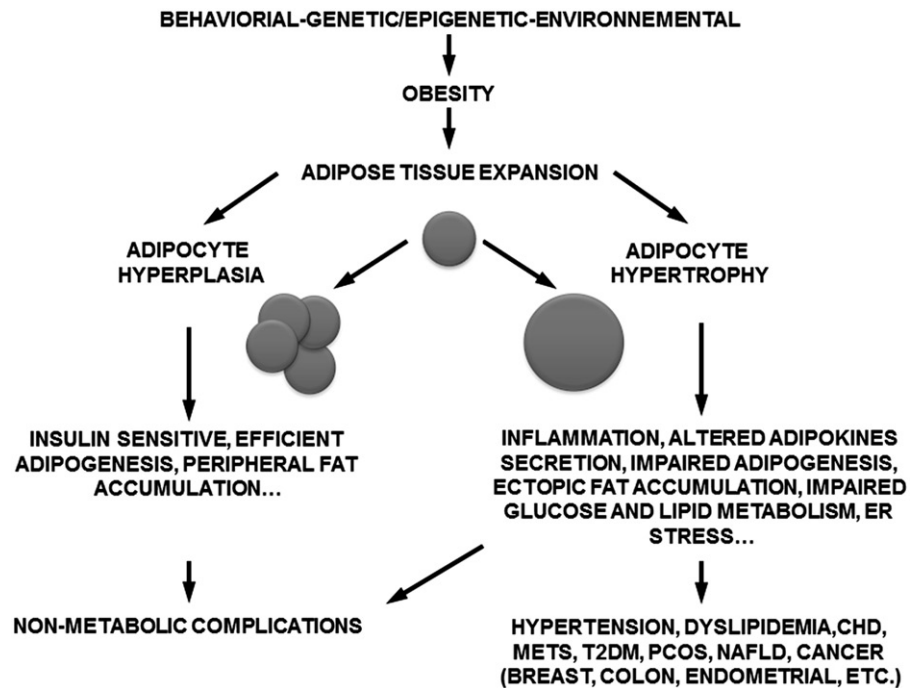 BEHAVIORIAL-GENETIC/EPIGENETIC-ENVIRONNEMENTAL
OBESITY
ADIPOSE TISSUE EXPANSION
ADIPOCYTE
HYPERPLASIA
ADIPOCYTE
HYPERTROPHY
INSULIN SENSITIVE, EFFICIENT
ADIPOGENESIS, PERIPHERAL FAT
ACCUMULATION...
INFLAMMATION, ALTERED ADIPOKINES
SECRETION, IMPAIRED ADIPOGENESIS,
ECTOPIC FAT ACCUMULATION, IMPAIRED
GLUCOSE AND LIPID METABOLISM, ER
STRESS...
NON-METABOLIC COMPLICATIONS
HYPERTENSION, DYSLIPIDEMIA,CHD,
METS, T2DM, PCOS, NAFLD, CANCER
(BREAST, COLON, ENDOMETRIAL, ETC.)